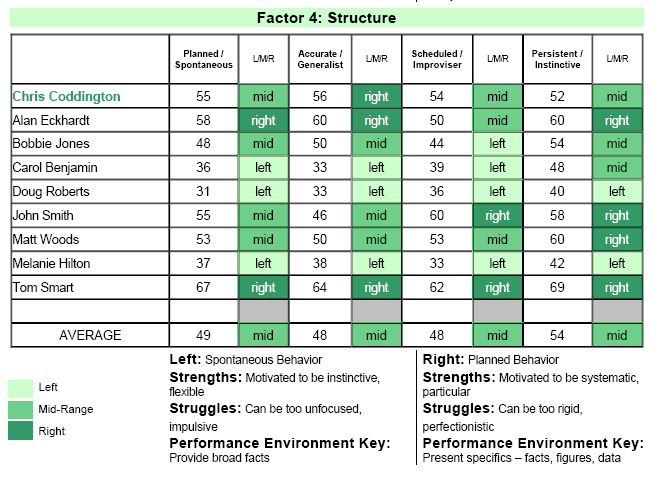 Factor 4: Structure
Planned / Spontaneous L/M/R Accurate / Generalist L/M/R Scheduled / Improviser L/M/R Persistent / Instinctive L/M/R
Chris Coddington 55 mid 56 right 54 mid 52 mid
Alan Eckhardt 58 right 60 right 50 mid 60 right
Bobbie Jones 48 mid 50 mid 44 left 54 mid
Carol Benjamin 36 left 33 left 39 left 48 mid
Doug Roberts 31 left 33 left 36 left 40 left
John Smith 55 mid 46 mid 60 right 58 right
Matt Woods 53 mid 50 mid 53 mid 60 right
Melanie Hilton 37 left 38 left 33 left 42 left
Tom Smart 67 right 64 right 62 right 69 right
AVERAGE 49 mid 48 mid 48 mid 54 mid
Left
Mid-Range
Right
Left: Spontaneous Behavior
Strengths: Motivated to be instinctive,
flexible
Struggles: Can be too unfocused,
impulsive
Performance Environment Key:
Provide broad facts
Right: Planned Behavior
Strengths: Motivated to be systematic,
particular
Struggles: Can be too rigid,
perfectionistic
Performance Environment Key:
Present specifics – facts, figures, data